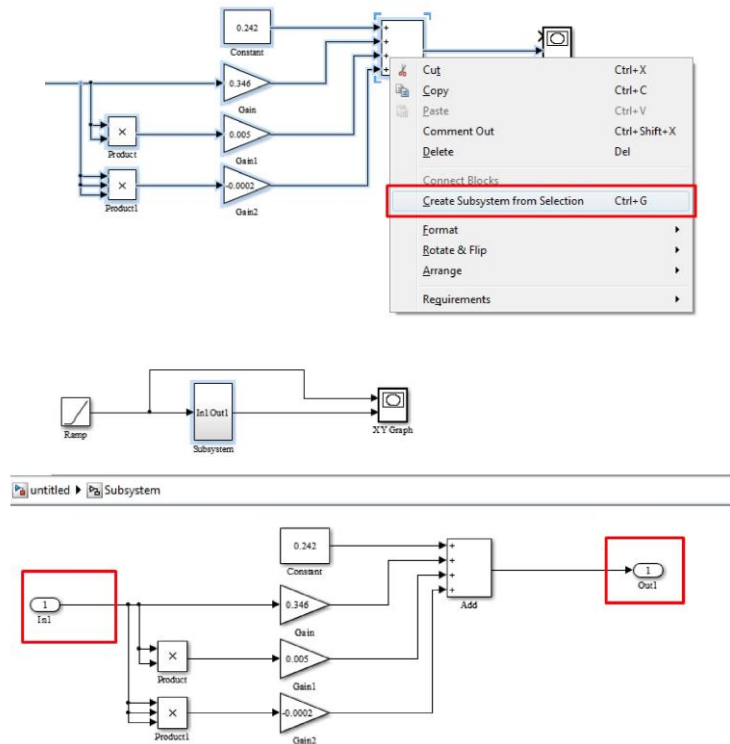 0.242
Constant
+
+
+
+
0.346
Gain
×
Product
0.005
Gain1
×
Product1
-0.0002
Gain2
Cut Ctrl+X
Copy Ctrl+C
Paste Ctrl+V
Comment Out Ctrl+Shift+X
Delete Del
Connect Blocks
Create Subsystem from Selection Ctrl+G
Format
Rotate & Flip
Arrange
Requirements
Ramp
In1 Out1
Subsystem
XY Graph
untitled Subsystem
0.242
Constant
+
+
+
+
Add
1
Out1
1
In1
0.346
Gain
×
Product
0.005
Gain1
×
Product1
-0.0002
Gain2